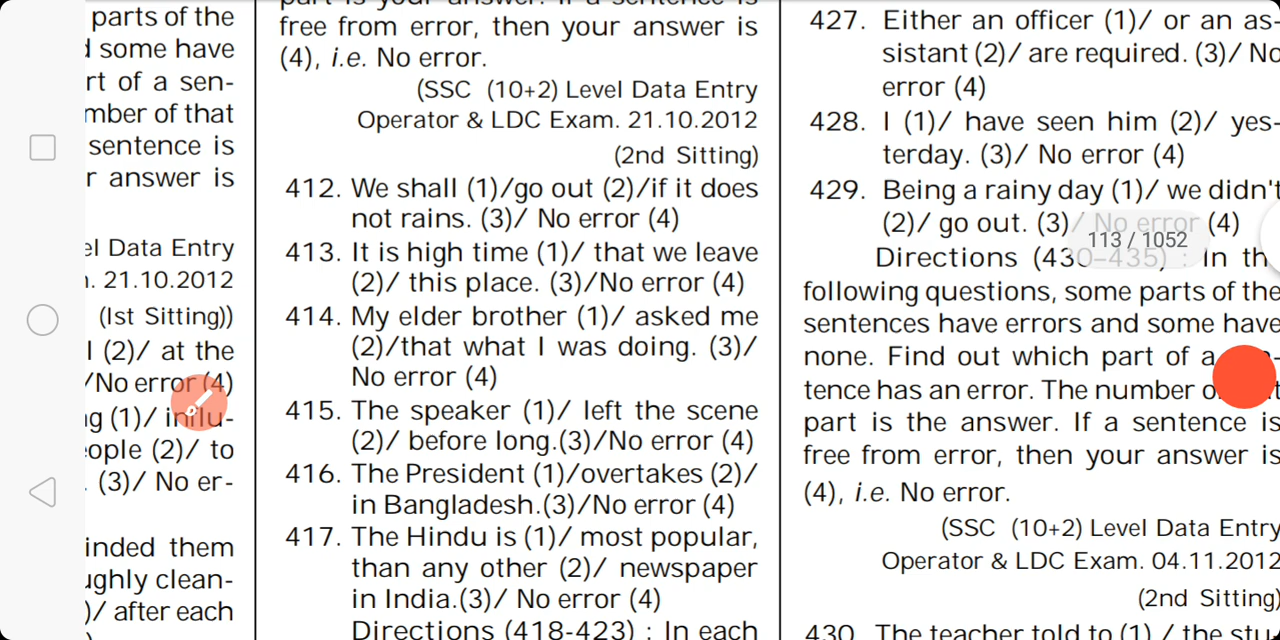 parts of the
some have
rt of a sen-
mber of that
sentence is
r answer is
el Data Entry
. 21.10.2012
(Ist Sitting))
l (2)/ at the
/No error (4)
g (1)/ influ-
eople (2)/ to
. (3)/ No er-
inded them
ughly clean-
)/ after each
part is your answer. If a sentence is
free from error, then your answer is
(4), i.e. No error.
(SSC (10+2) Level Data Entry
Operator & LDC Exam. 21.10.2012
(2nd Sitting)
412. We shall (1)/go out (2)/if it does
not rains. (3)/ No error (4)
413. It is high time (1)/ that we leave
(2)/ this place. (3)/No error (4)
414. My elder brother (1)/ asked me
(2)/that what I was doing. (3)/
No error (4)
415. The speaker (1)/ left the scene
(2)/ before long.(3)/No error (4)
416. The President (1)/overtakes (2)/
in Bangladesh.(3)/No error (4)
417. The Hindu is (1)/ most popular,
than any other (2)/ newspaper
in India.(3)/ No error (4)
Directions (418-423) : In each
427. Either an officer (1)/ or an as-
sistant (2)/ are required. (3)/ No
error (4)
428. I (1)/ have seen him (2)/ yes-
terday. (3)/ No error (4)
429. Being a rainy day (1)/ we didn't
(2)/ go out. (3)/ No error (4)
113 / 1052
Directions (430–435) : In th
following questions, some parts of the
sentences have errors and some have
none. Find out which part of a
tence has an error. The number
part is the answer. If a sentence is
free from error, then your answer is
(4), i.e. No error.
(SSC (10+2) Level Data Entry
Operator & LDC Exam. 04.11.2012
(2nd Sitting)
430. The teacher told to (1) / the stu